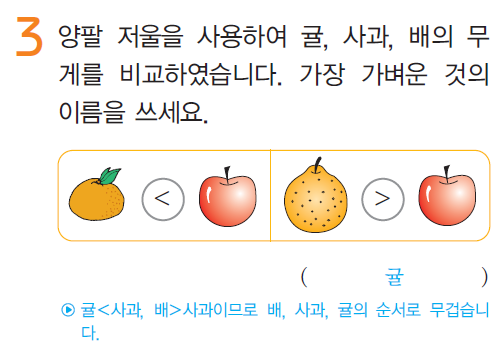 3 양팔 저울을 사용하여 귤, 사과, 배의 무
게를 비교하였습니다. 가장 가벼운 것의
이름을 쓰세요.
< >
( 귤 )
귤<사과, 배>사과이므로 배, 사과, 귤의 순서로 무겁습니
다.